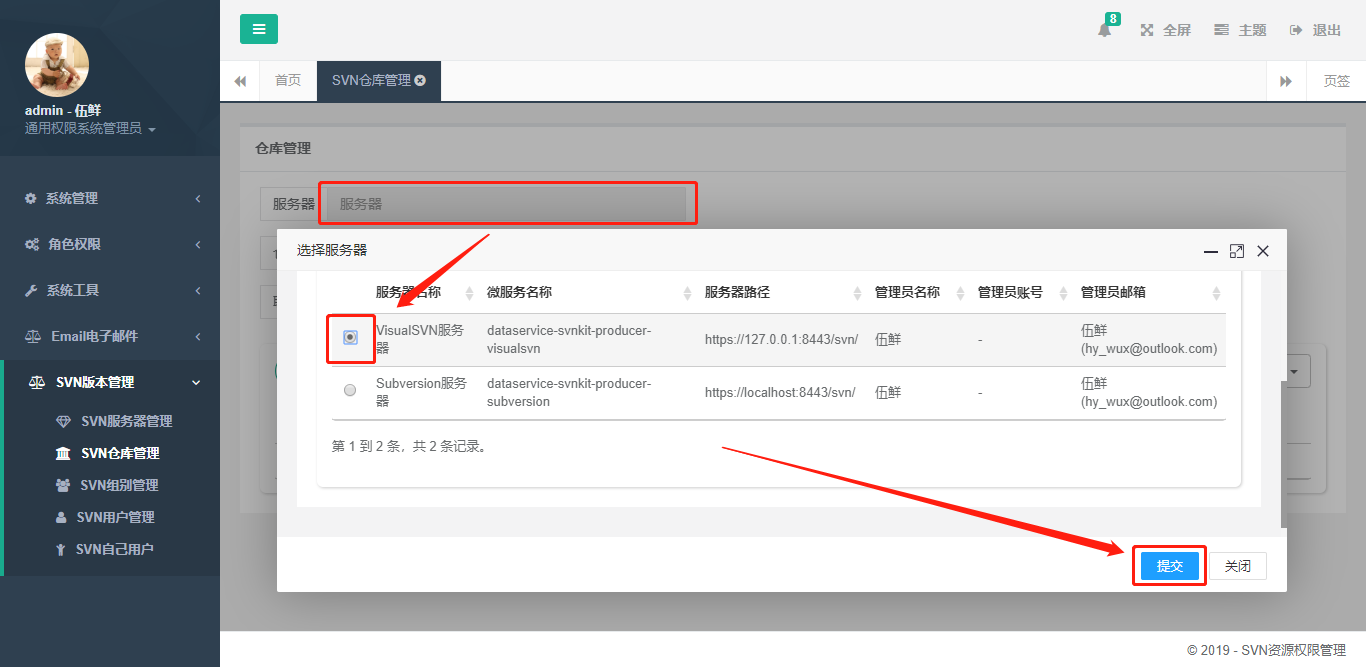 8
全屏
主题
退出
首页
SVN仓库管理
页签
admin - 伍鲜
通用权限系统管理员
系统管理
角色权限
系统工具
Email电子邮件
SVN版本管理
SVN服务器管理
SVN仓库管理
SVN组别管理
SVN用户管理
SVN自己用户
仓库管理
服务器
服务器
选择服务器
服务器名称
微服务名称
服务器路径
管理员名称
管理员账号
管理员邮箱
VisualSVN服务
器
dataservice-svnkit-producer-
visualsvn
https://127.0.0.1:8443/svn/
伍鲜
-
伍鲜
(hy_wux@outlook.com)
Subversion服务
器
dataservice-svnkit-producer-
subversion
https://localhost:8443/svn/
伍鲜
-
伍鲜
(hy_wux@outlook.com)
第 1 到 2 条，共 2 条记录。
提交
关闭
© 2019 - SVN资源权限管理